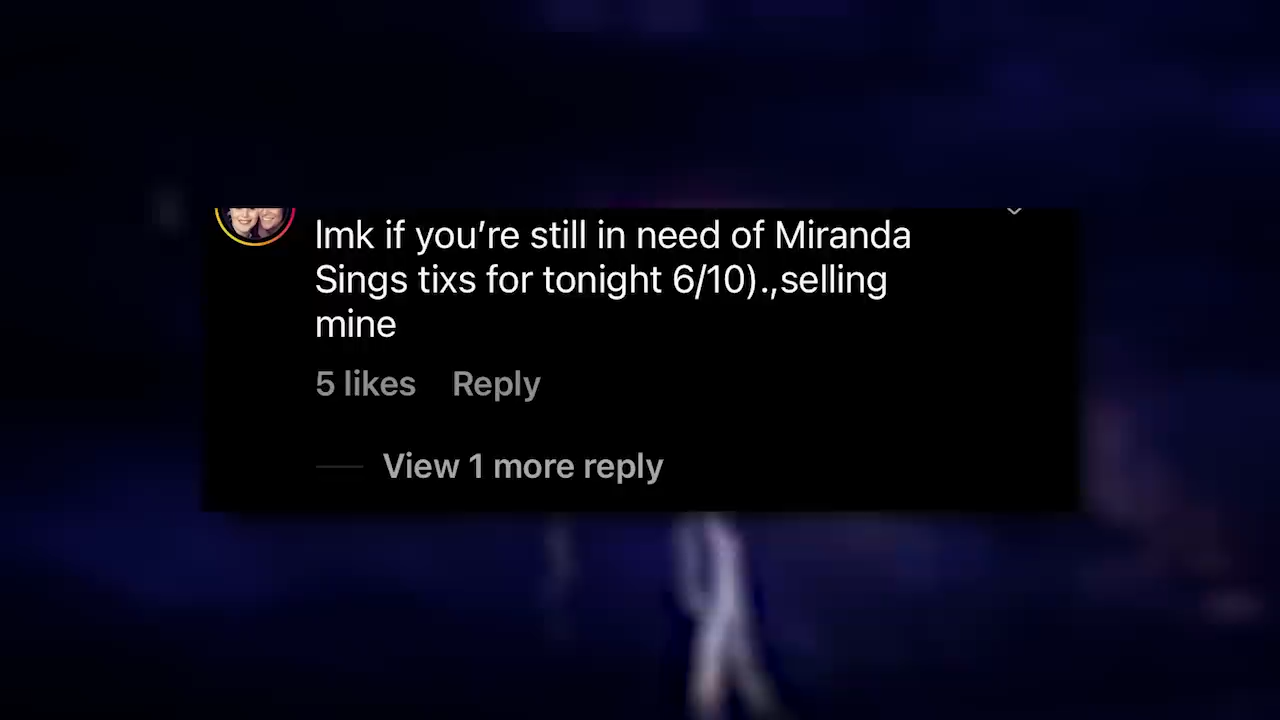 lmk if you’re still in need of Miranda
Sings tixs for tonight 6/10).,selling
mine
5 likes Reply
View 1 more reply